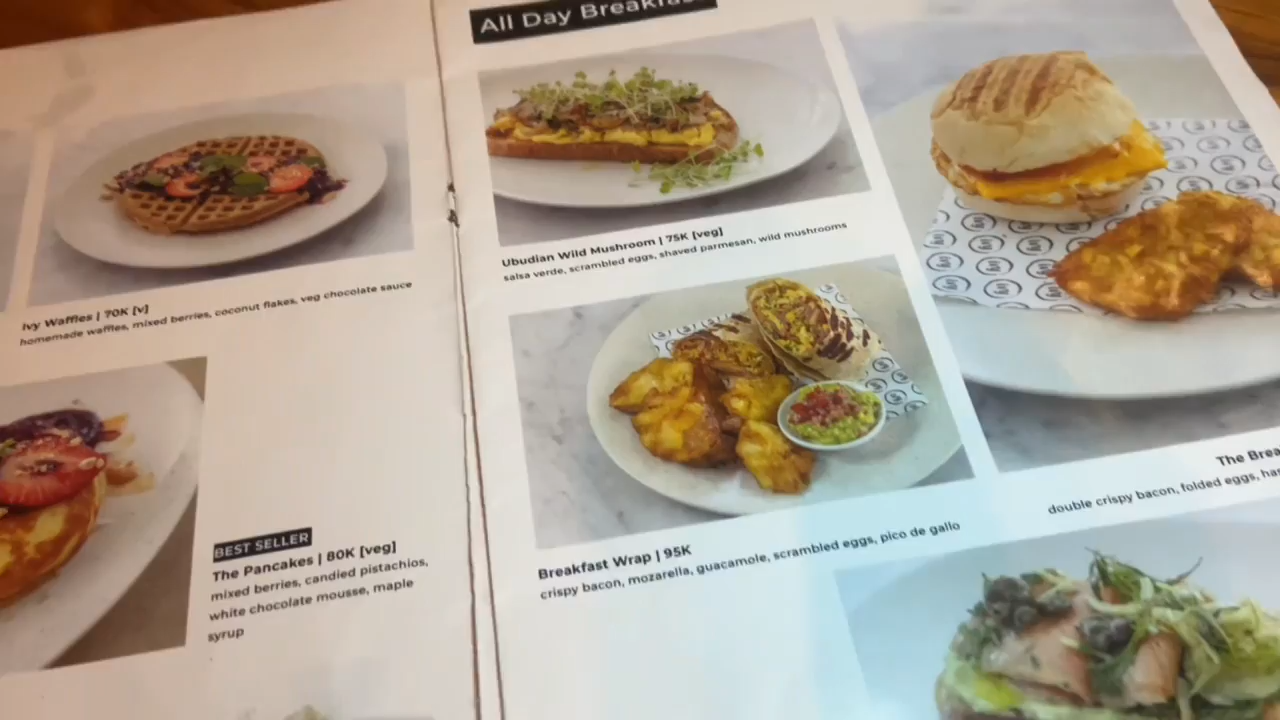 All Day Breakfast
Ivy Waffles | 70K [v]
homemade waffles, mixed berries, coconut flakes, veg chocolate sauce
BEST SELLER
The Pancakes | 80K [veg]
mixed berries, candied pistachios,
white chocolate mousse, maple
syrup
Ubudian Wild Mushroom | 75K [veg]
salsa verde, scrambled eggs, shaved parmesan, wild mushrooms
Breakfast Wrap | 95K
crispy bacon, mozarella, guacamole, scrambled eggs, pico de gallo
The Brea
double crispy bacon, folded eggs, ha